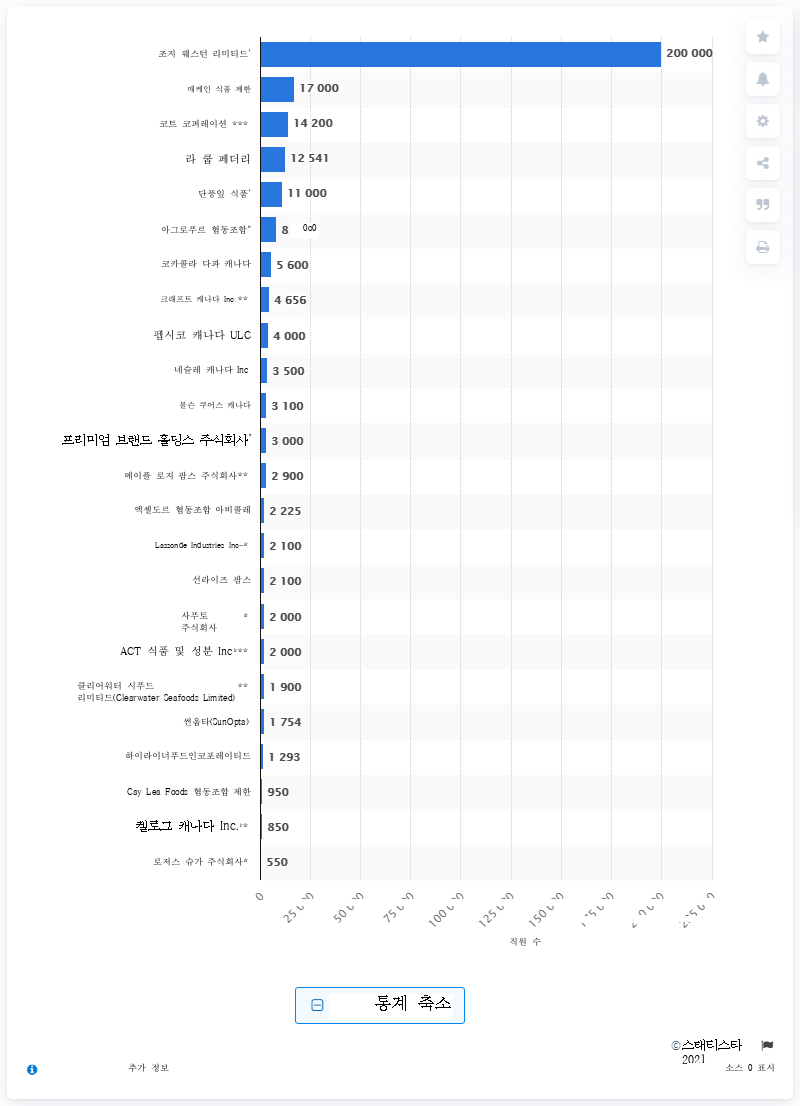 조지 웨스턴 리미티드' 200 000
매케인 식품 제한 17 000
코트 코퍼레이션 *** 14 200
라 쿱 페더리 12 541
단풍잎 식품' 11 000
아그로푸르 협동조합" 8 0o0
코카콜라 다과 캐나다 5 600
크래프트 캐나다 Inc.** 4 656
펩시코 캐나다 ULC 4 000
네슬레 캐나다 Inc 3 500
몰슨 쿠어스 캐나다 3 100
프리미엄 브랜드 홀딩스 주식회사' 3 000
메이플 로지 팜스 주식회사** 2 900
엑셀도르 협동조합 아비콜레 2 225
Lassonde Industries Inc-* 2 100
선라이즈 팜스 2 100
사푸토 * 2 000
주식회사
ACT 식품 및 성분 Inc*** 2 000
클리어워터 시푸드 ** 1 900
리미티드(Clearwater Seafoods Limited)
썬옵타(SunOpta) 1 754
하이라이너푸드인코포레이티드 1 293
Cay Lea Foods 협동조합 제한 950
켈로그 캐나다 Inc.** 850
로저스 슈가 주식회사* 550
0 25 000 50 000 75 000 100 000 125 000 150 000
직원 수
통계 축소
©스태티스타
2021
추가 정보 소스 0 표시